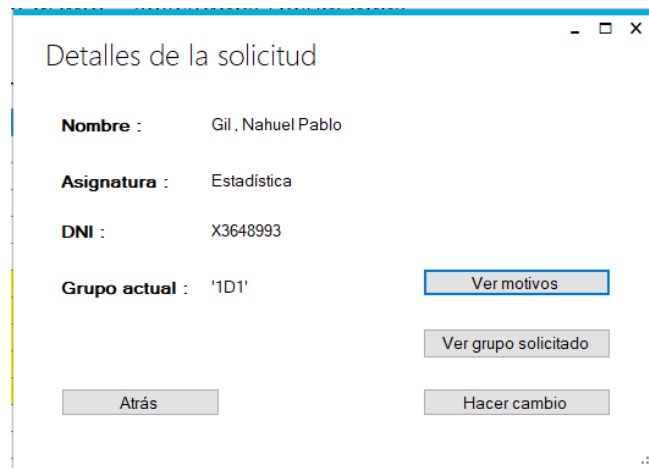 Detalles de la solicitud
Nombre : Gil , Nahuel Pablo
Asignatura : Estadística
DNI : X3648993
Grupo actual : '1D1'
Ver motivos
Ver grupo solicitado
Atrás
Hacer cambio